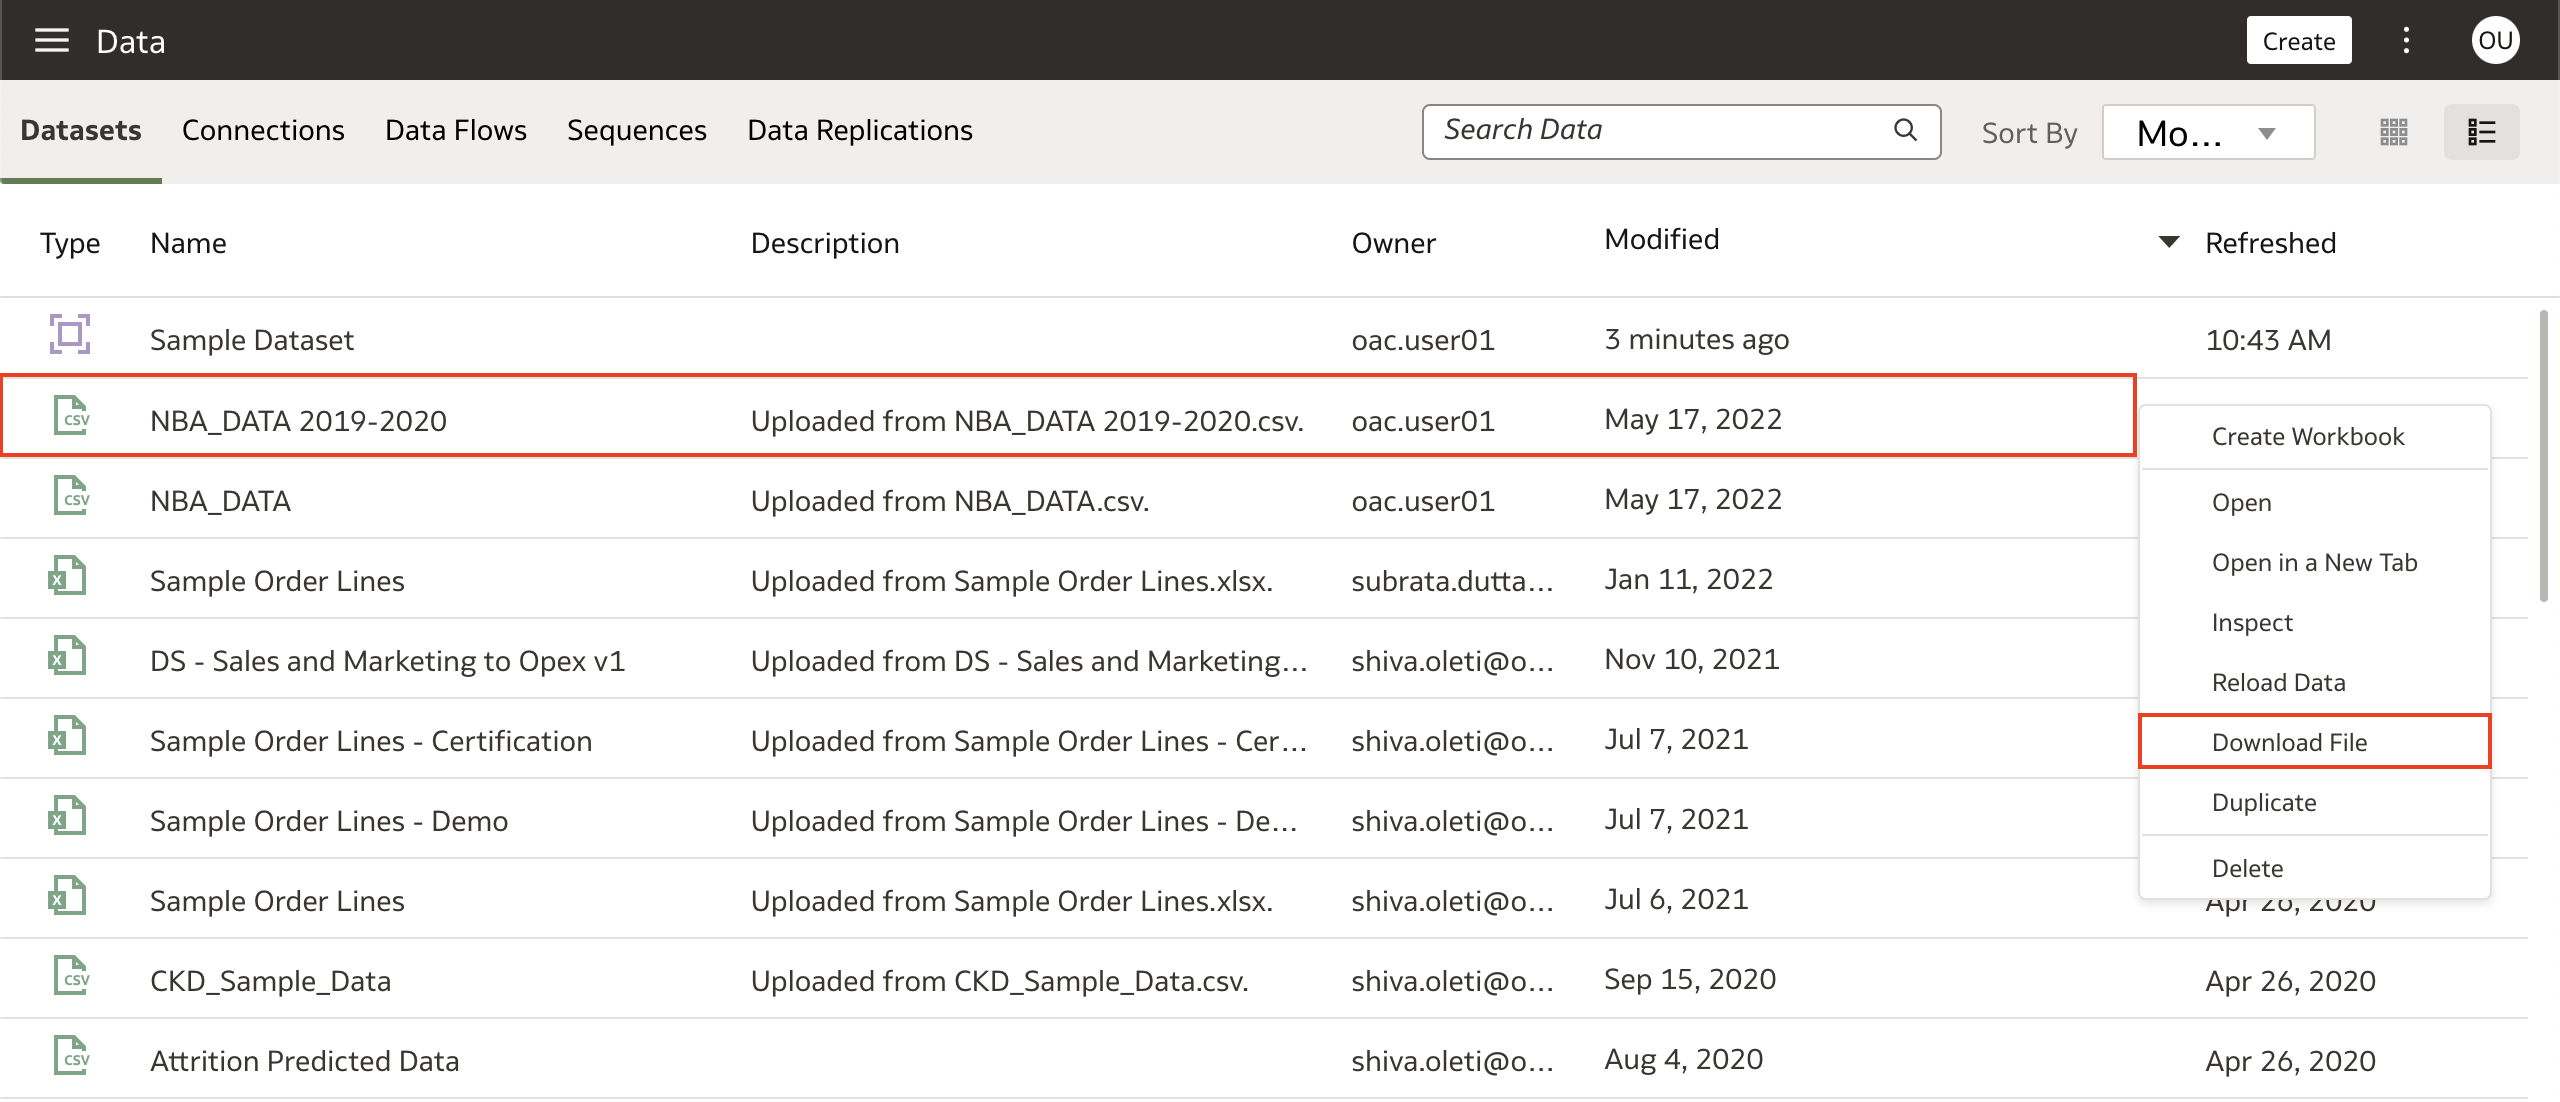 Data
Create
OU
Datasets Connections Data Flows Sequences Data Replications
Search Data
Sort By
Mo...
Type Name Description Owner Modified Refreshed
Sample Dataset oac.user01 3 minutes ago 10:43 AM
CSV NBA_DATA 2019-2020 Uploaded from NBA_DATA 2019-2020.csv. oac.user01 May 17, 2022
CSV NBA_DATA Uploaded from NBA_DATA.csv. oac.user01 May 17, 2022
X Sample Order Lines Uploaded from Sample Order Lines.xlsx. subrata.dutta... Jan 11, 2022
X DS - Sales and Marketing to Opex v1 Uploaded from DS - Sales and Marketing... shiva.oleti@o... Nov 10, 2021
X Sample Order Lines - Certification Uploaded from Sample Order Lines - Cer... shiva.oleti@o... Jul 7, 2021
X Sample Order Lines - Demo Uploaded from Sample Order Lines - De... shiva.oleti@o... Jul 7, 2021
X Sample Order Lines Uploaded from Sample Order Lines.xlsx. shiva.oleti@o... Jul 6, 2021 Apr 26, 2020
CSV CKD_Sample_Data Uploaded from CKD_Sample_Data.csv. shiva.oleti@o... Sep 15, 2020 Apr 26, 2020
CSV Attrition Predicted Data shiva.oleti@o... Aug 4, 2020 Apr 26, 2020
Create Workbook
Open
Open in a New Tab
Inspect
Reload Data
Download File
Duplicate
Delete